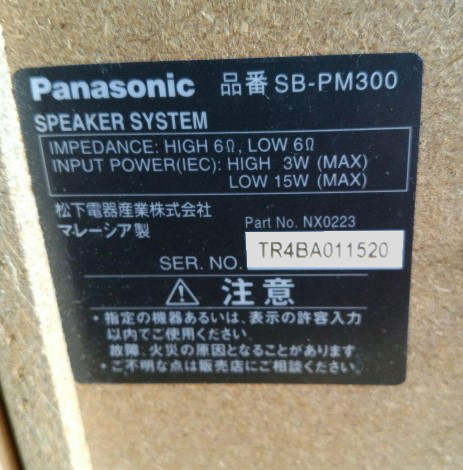 Panasonic 品番 SB-PM300
SPEAKER SYSTEM
IMPEDANCE: HIGH 6Ω, LOW 6Ω
INPUT POWER(IEC): HIGH 3W (MAX)
LOW 15W (MAX)
松下電器産業株式会社
マレーシア製
Part No. NX0223
SER. NO. TR4BA011520
⚠ 注意
・指定の機器あるいは、表示の許容入力
以内でご使用ください。
故障、火災の原因となることがあります。
・ご不明な点は販売店にご相談ください。